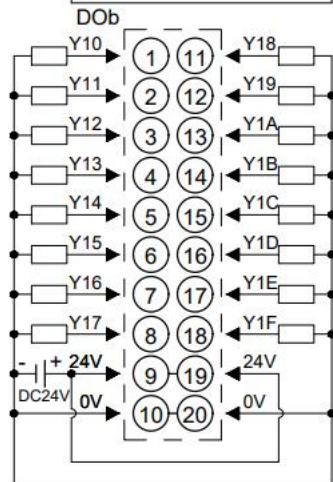 DOb
Y10 1 11 Y18
Y11 2 12 Y19
Y12 3 13 Y1A
Y13 4 14 Y1B
Y14 5 15 Y1C
Y15 6 16 Y1D
Y16 7 17 Y1E
Y17 8 18 Y1F
- + 24V 9 19 24V
DC24V 0V 10 20 0V